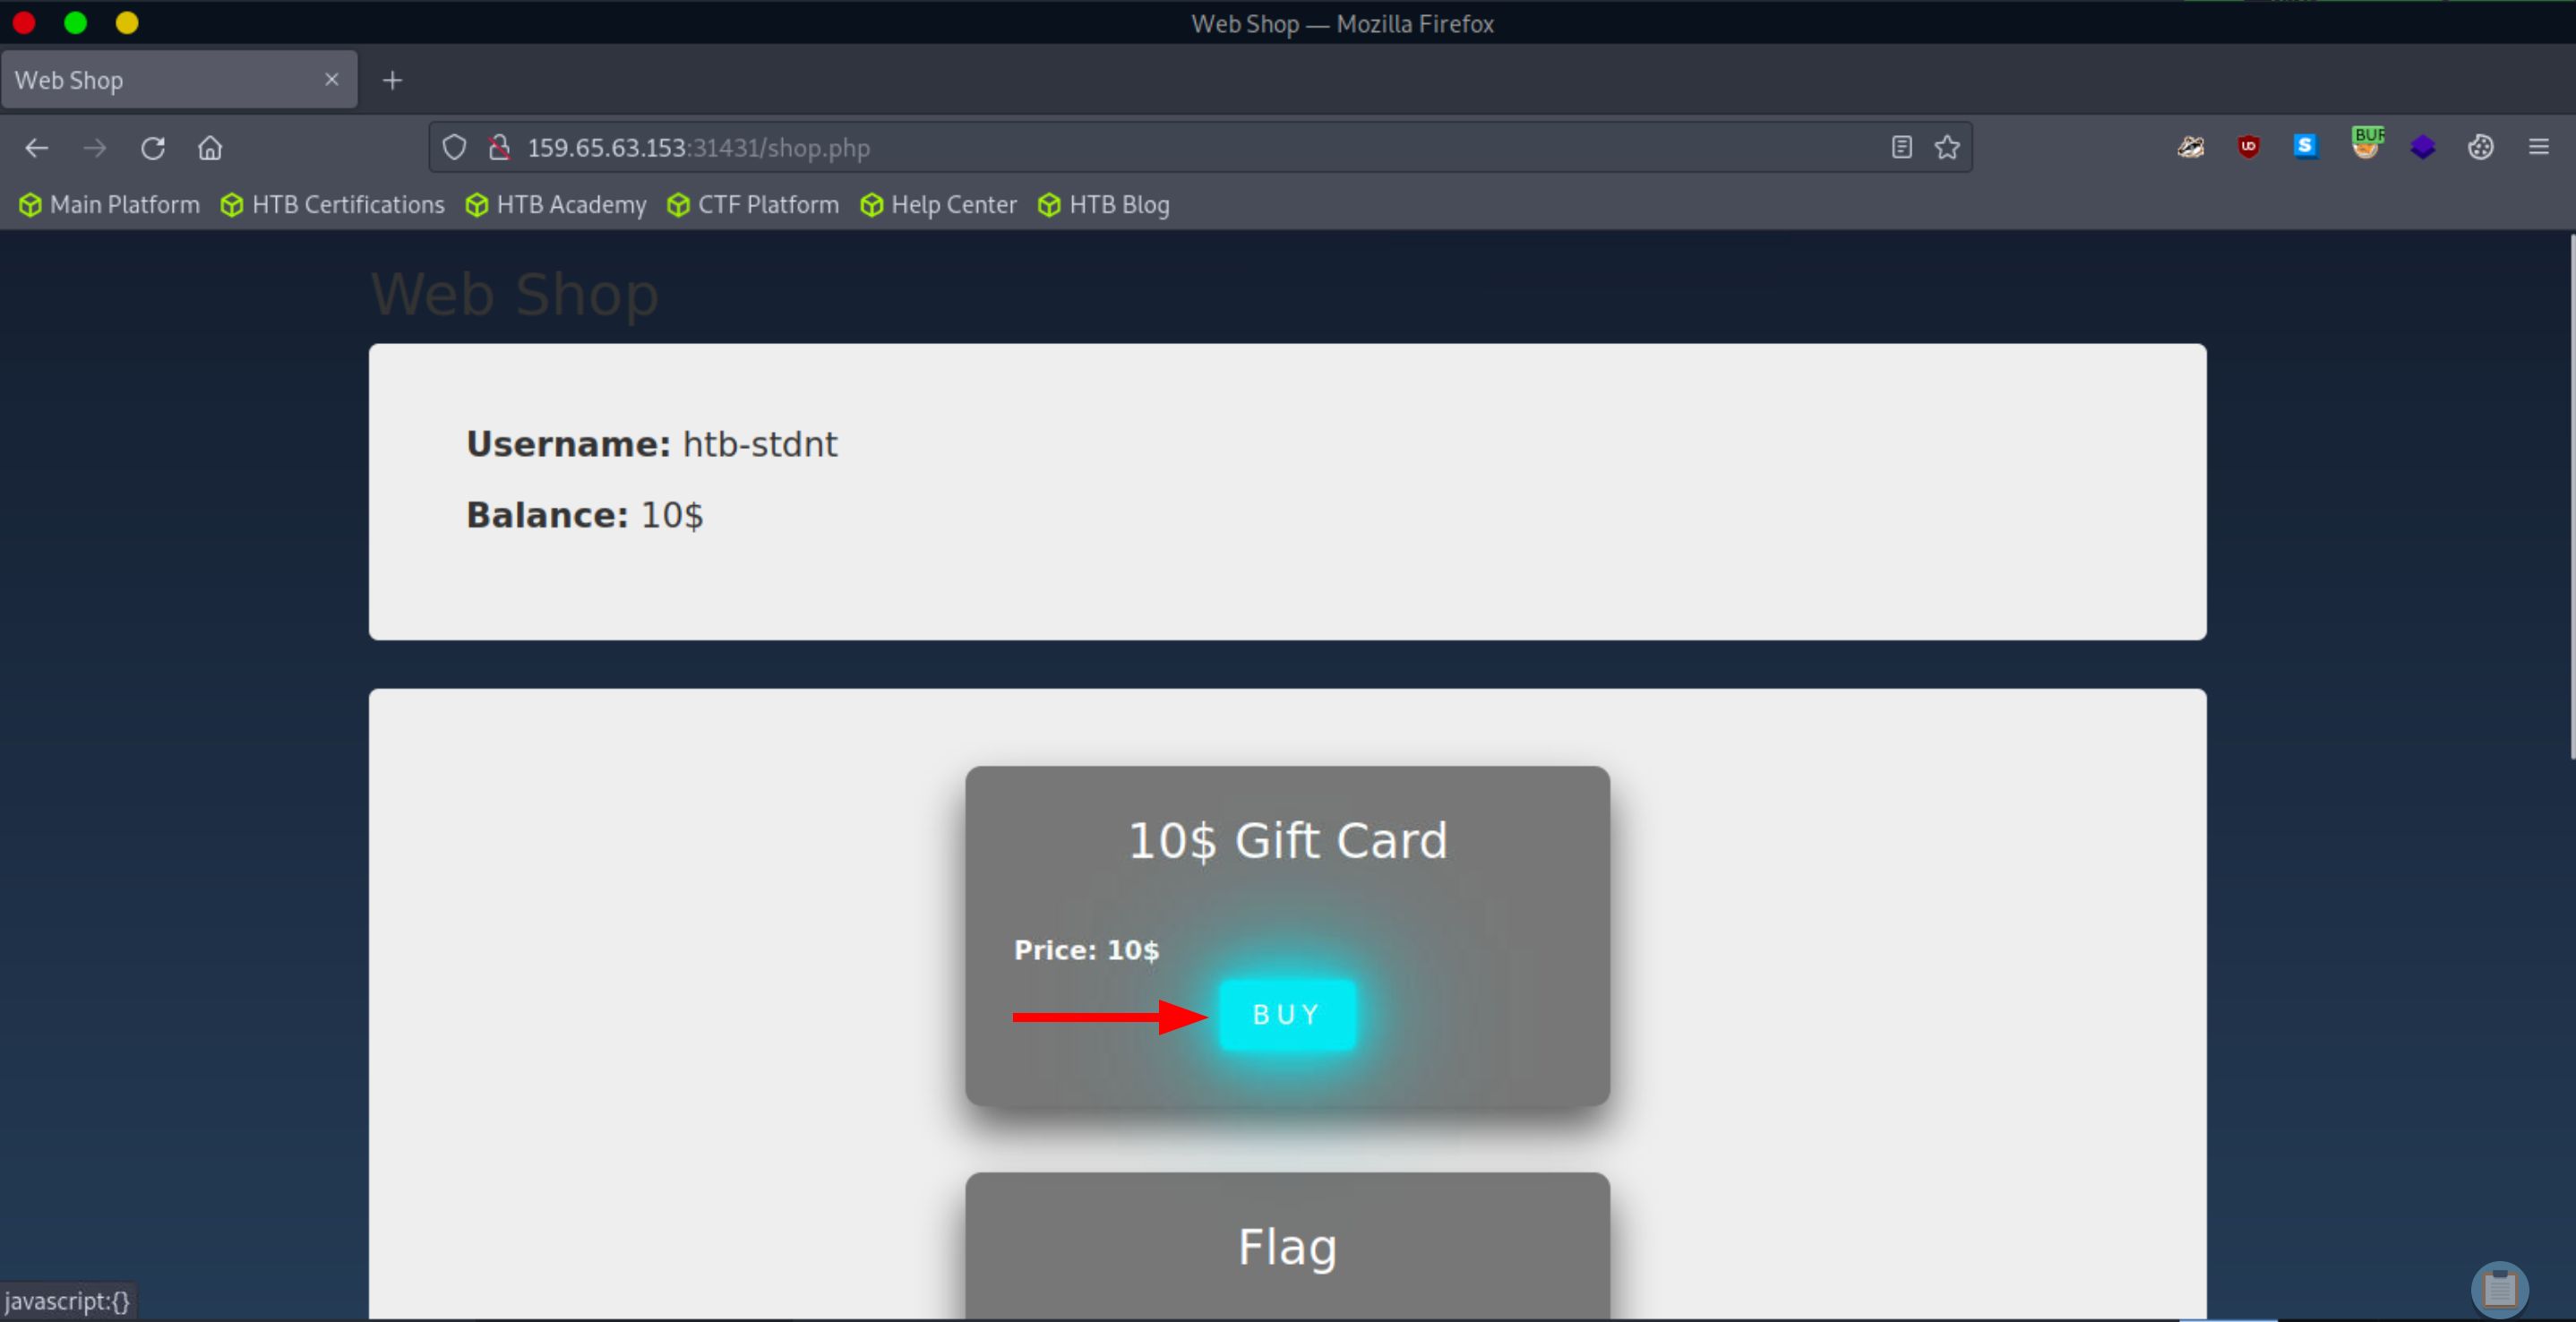 Web Shop — Mozilla Firefox
Web Shop
159.65.63.153:31431/shop.php
BUR
Main Platform HTB Certifications HTB Academy CTF Platform Help Center HTB Blog
Web Shop
Username: htb-stdnt
Balance: 10$
10$ Gift Card
Price: 10$
BUY
Flag
javascript:{}